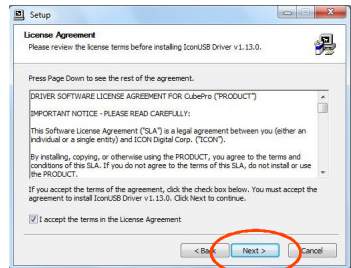 Setup
License Agreement
Please review the license terms before installing IconUSB Driver v1.13.0.
Press Page Down to see the rest of the agreement.
DRIVER SOFTWARE LICENSE AGREEMENT FOR CubePro ("PRODUCT")
IMPORTANT NOTICE - PLEASE READ CAREFULLY:
This Software License Agreement ("SLA") is a legal agreement between you (either an
individual or a single entity) and ICON Digital Corp. ("ICON").
By installing, copying, or otherwise using the PRODUCT, you agree to the terms and
conditions of this SLA. If you do not agree to the terms of this SLA, do not install or use
the PRODUCT.
If you accept the terms of the agreement, click the check box below. You must accept the
agreement to install IconUSB Driver v1.13.0. Click Next to continue.
I accept the terms in the License Agreement
< Back Next > Cancel